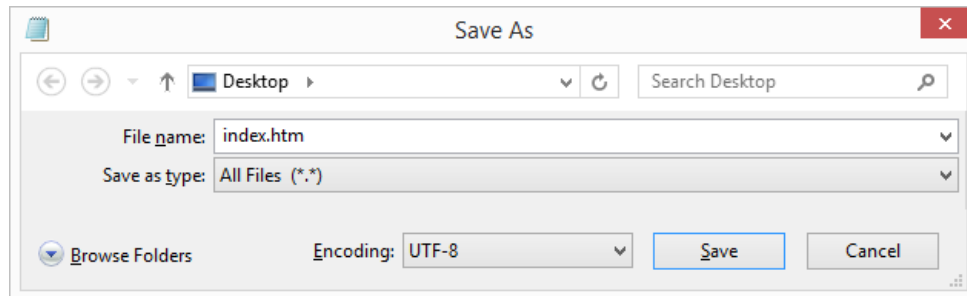 Save As
Desktop
Search Desktop
File name: index.htm
Save as type: All Files (*.*)
Browse Folders Encoding: UTF-8 Save Cancel